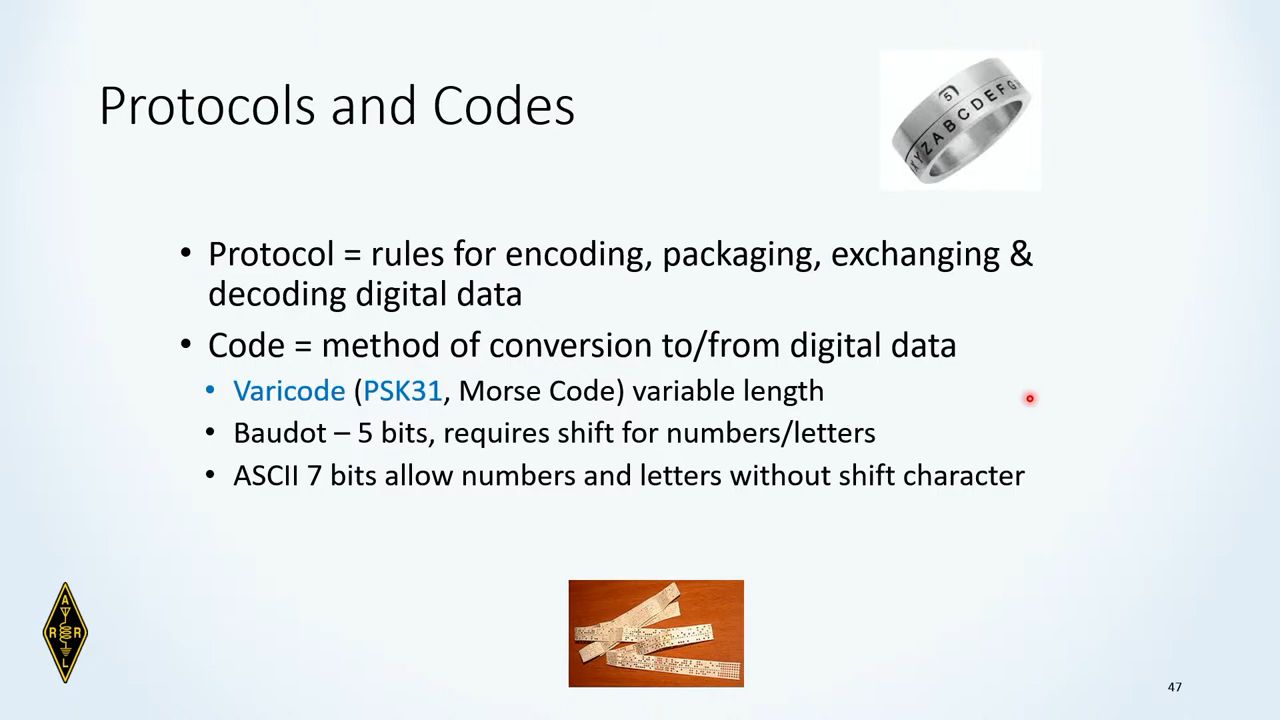 Protocols and Codes
5
XYZABCDEFG
• Protocol = rules for encoding, packaging, exchanging &
decoding digital data
• Code = method of conversion to/from digital data
• Varicode (PSK31, Morse Code) variable length
• Baudot – 5 bits, requires shift for numbers/letters
• ASCII 7 bits allow numbers and letters without shift character
A
R R
L
47